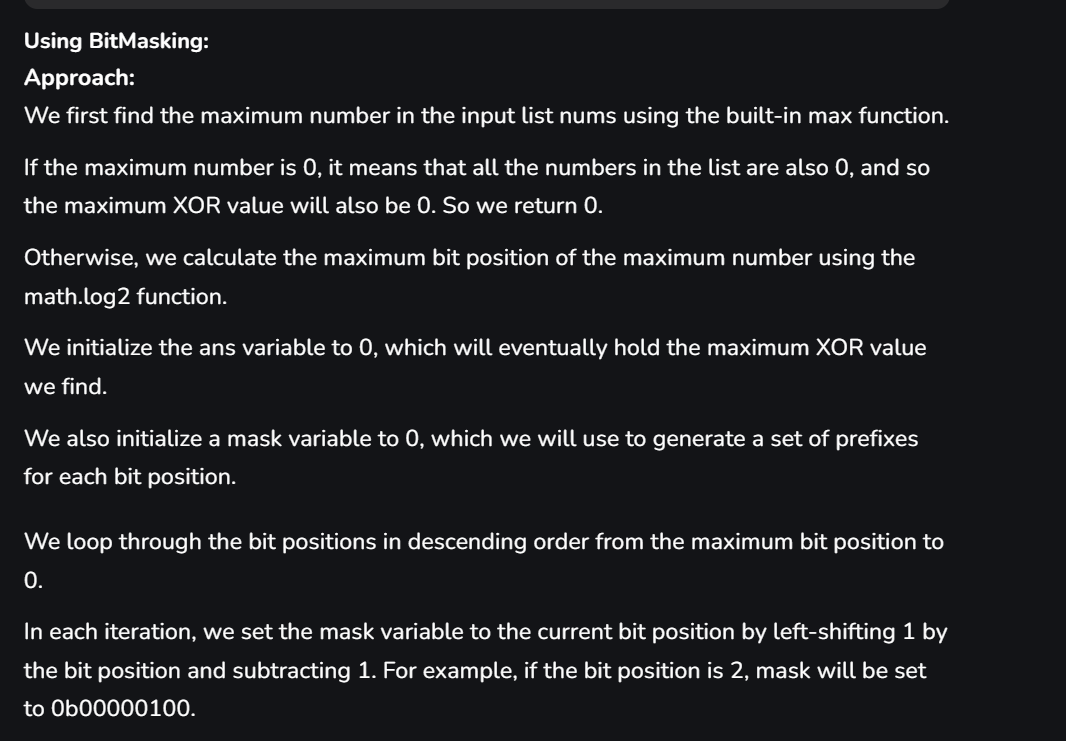 Using BitMasking:
Approach:
We first find the maximum number in the input list nums using the built-in max function.
If the maximum number is 0, it means that all the numbers in the list are also 0, and so
the maximum XOR value will also be 0. So we return 0.
Otherwise, we calculate the maximum bit position of the maximum number using the
math.log2 function.
We initialize the ans variable to 0, which will eventually hold the maximum XOR value
we find.
We also initialize a mask variable to 0, which we will use to generate a set of prefixes
for each bit position.
We loop through the bit positions in descending order from the maximum bit position to
0.
In each iteration, we set the mask variable to the current bit position by left-shifting 1 by
the bit position and subtracting 1. For example, if the bit position is 2, mask will be set
to 0b00000100.